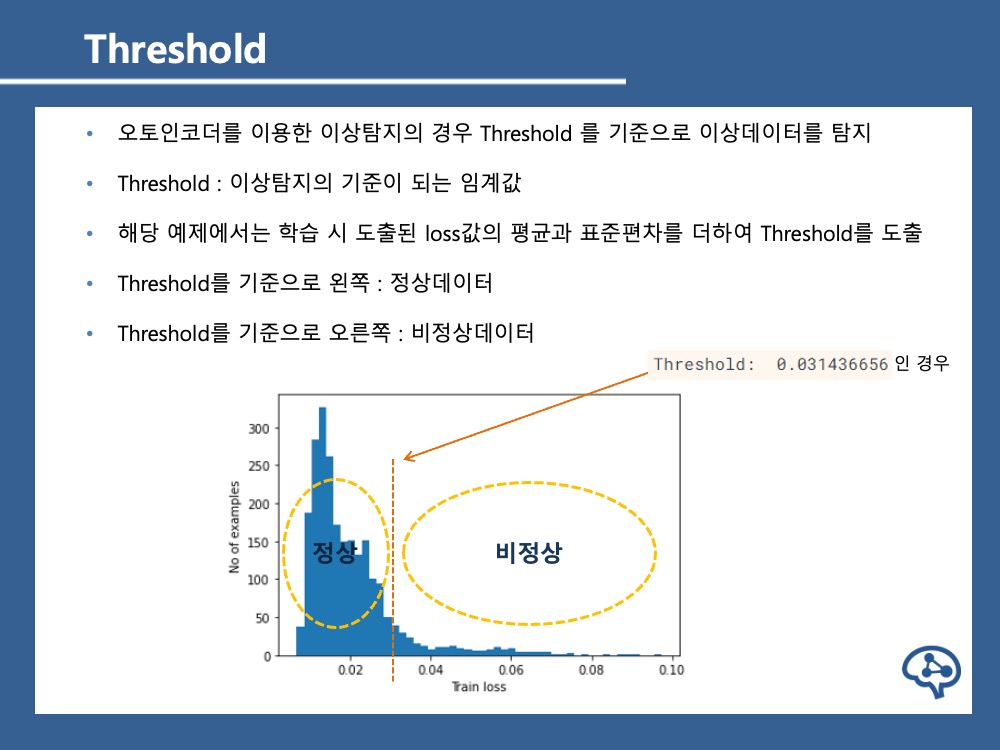 Threshold
• 오토인코더를 이용한 이상탐지의 경우 Threshold 를 기준으로 이상데이터를 탐지
• Threshold : 이상탐지의 기준이 되는 임계값
• 해당 예제에서는 학습 시 도출된 loss값의 평균과 표준편차를 더하여 Threshold를 도출
• Threshold를 기준으로 왼쪽 : 정상데이터
• Threshold를 기준으로 오른쪽 : 비정상데이터
Threshold: 0.031436656 인 경우
300
250
200
150
100
50
0
No of examples
정상
비정상
0.02 0.04 0.06 0.08 0.10
Train loss